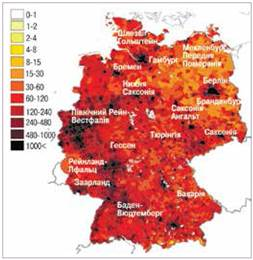 0-1
1-2
2-4
4-8
8-15
15-30
30-60
60-120
120-240
240-480
480-1000
1000<
Шлезвіг
Гольштейн
Мекленбург
Передня
Померанія
Гамбург
Бремен
Нижня
Саксонія
Берлін
Бранденбург
Північний Рейн-
Вестфалія
Саксонія
Ангальт
Саксонія
Тюрінгія
Гессен
Рейнланд-
Пфальц
Заарланд
Баварія
Баден-
Вюртемберг